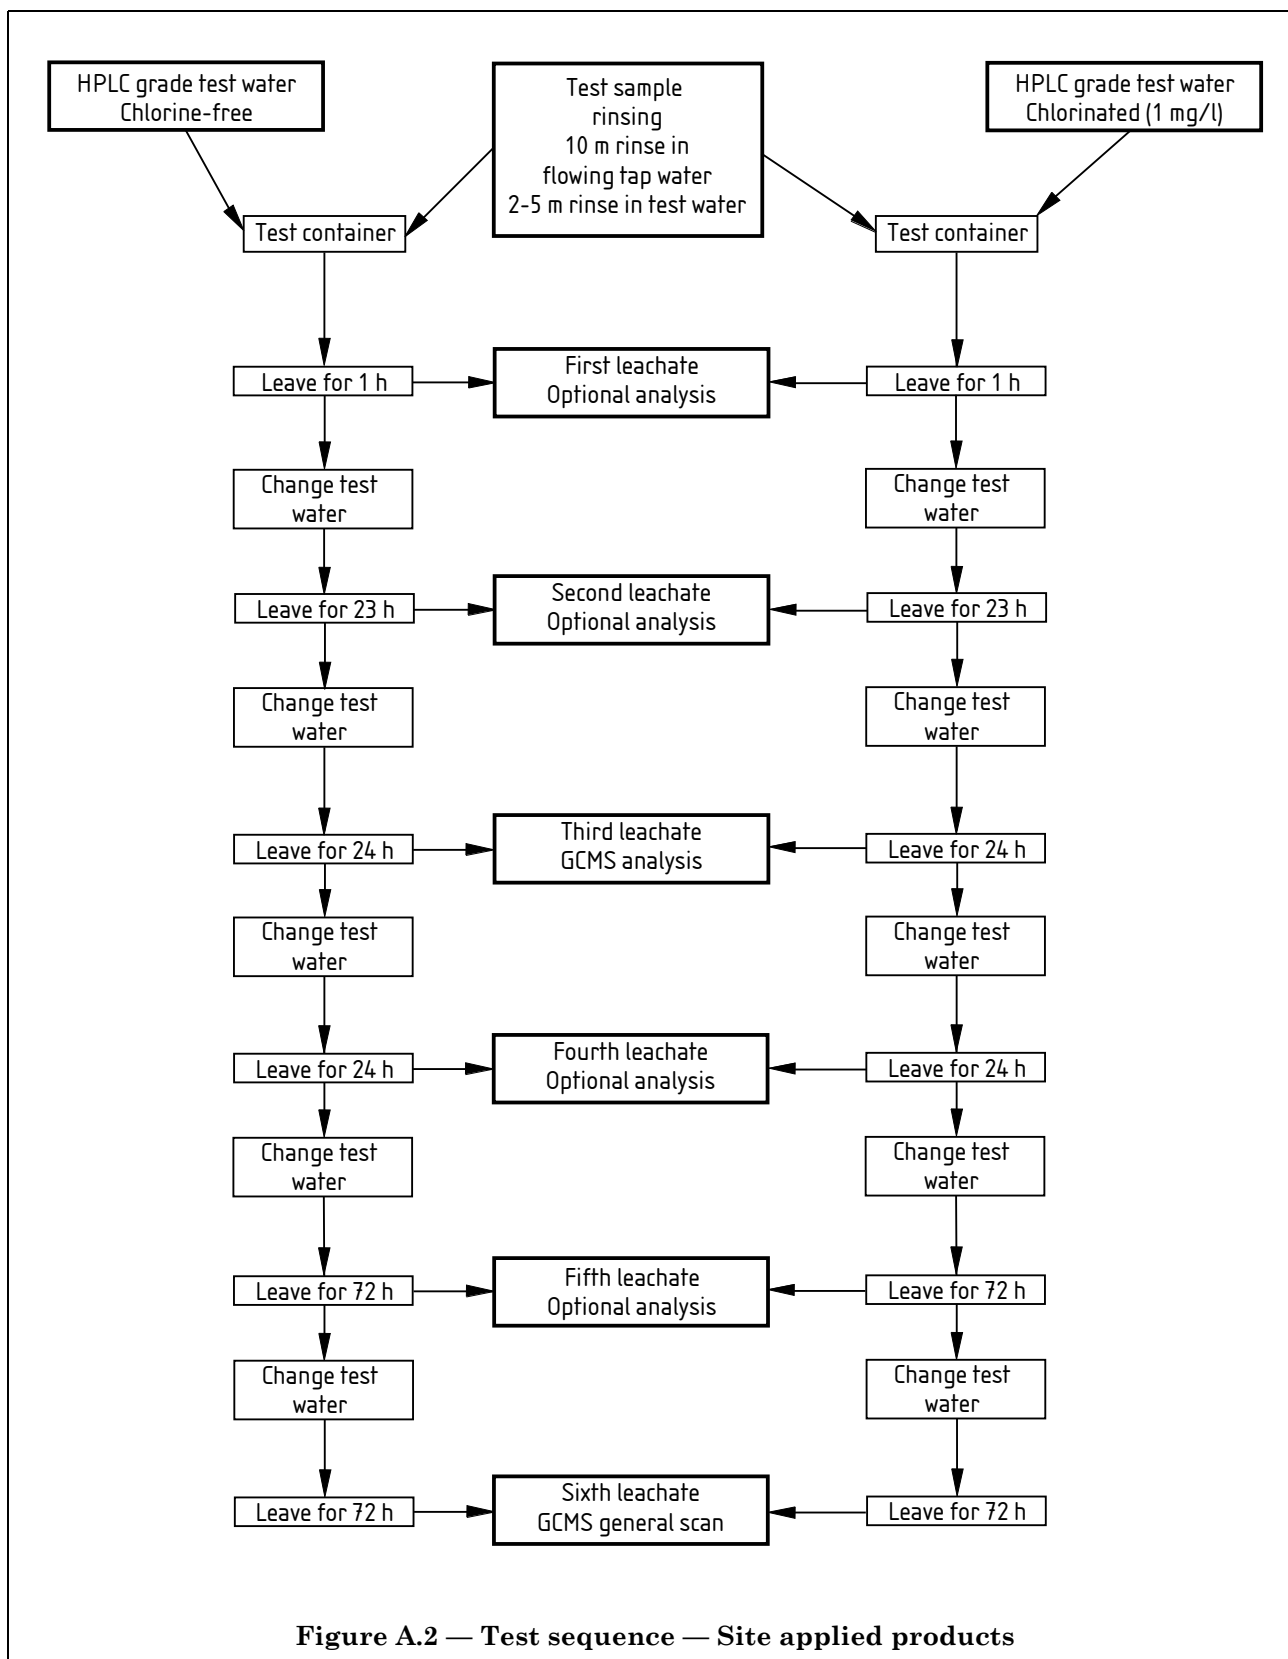 HPLC grade test water
Chlorine-free
Test sample
rinsing
10 m rinse in
flowing tap water
2-5 m rinse in test water
HPLC grade test water
Chlorinated (1 mg/l)
Test container
Test container
Leave for 1 h
First leachate
Optional analysis
Leave for 1 h
Change test
water
Change test
water
Leave for 23 h
Second leachate
Optional analysis
Leave for 23 h
Change test
water
Change test
water
Leave for 24 h
Third leachate
GCMS analysis
Leave for 24 h
Change test
water
Change test
water
Leave for 24 h
Fourth leachate
Optional analysis
Leave for 24 h
Change test
water
Change test
water
Leave for 72 h
Fifth leachate
Optional analysis
Leave for 72 h
Change test
water
Change test
water
Leave for 72 h
Sixth leachate
GCMS general scan
Leave for 72 h
Figure A.2 — Test sequence — Site applied products